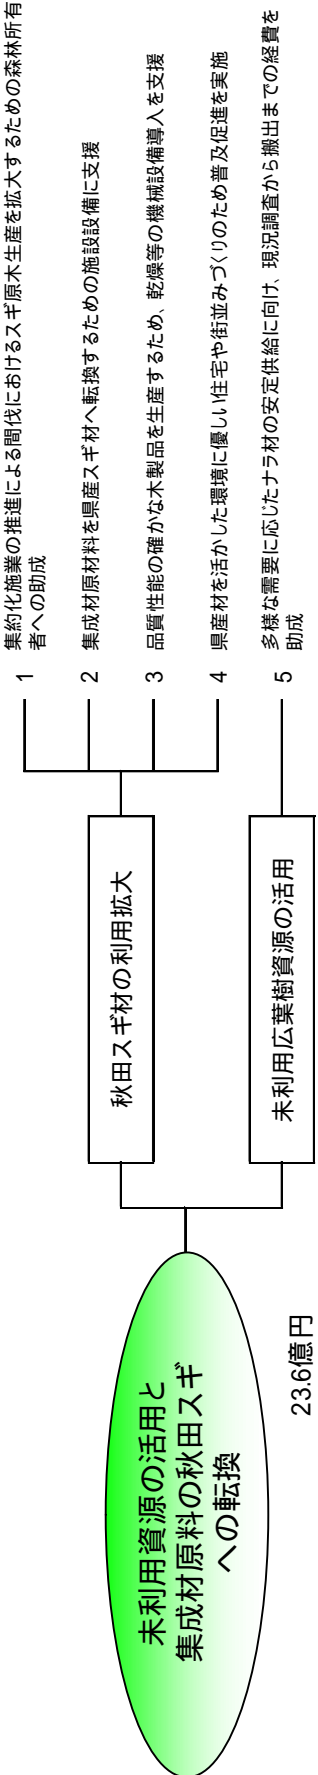 未利用資源の活用と
集成材原料の秋田スギ
への転換
23.6億円
秋田スギ材の利用拡大
1 集約化施業の推進による間伐におけるスギ原木生産を拡大するための森林所有
者への助成
2 集成材原材料を県産スギ材へ転換するための施設設備に支援
3 品質性能の確かな木製品を生産するため、乾燥等の機械設備導入を支援
4 県産材を活かした環境に優しい住宅や街並みづくりのため普及促進を実施
未利用広葉樹資源の活用
5 多様な需要に応じたナラ材の安定供給に向け、現況調査から搬出までの経費を
助成